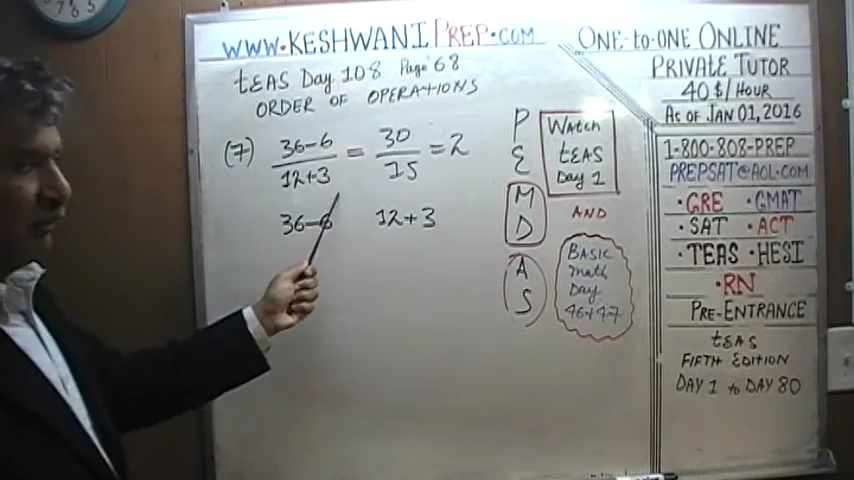 WWW.KESHWANIPREP.COM
TEAS Day 108 Page 68
ORDER OF OPERATIONS
(7) 36-6 = 30 = 2
12+3 15
36-6 12+3
P
E
M
D
A
S
WATCH
TEAS
Day 1
AND
BASIC
Math
Day
46+47
ONE-TO-ONE ONLINE
PRIVATE TUTOR
40 $/HOUR
AS OF JAN 01, 2016
1-800-808-PREP
PREPSAT@AOL.COM
•GRE •GMAT
•SAT •ACT
•TEAS •HESI
•RN
PRE-ENTRANCE
TEAS
FIFTH EDITION
DAY 1 to DAY 80